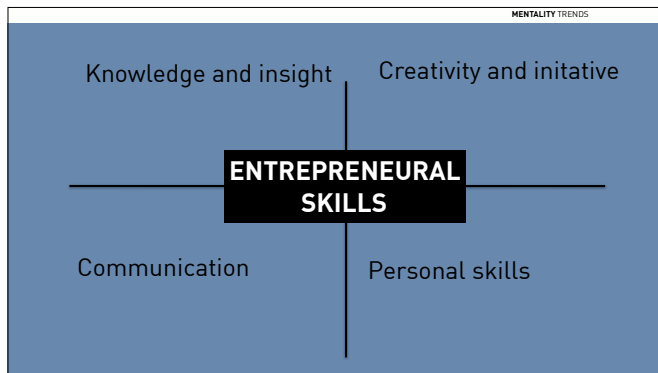 MENTALITY TRENDS
Knowledge and insight
Creativity and initative
ENTREPRENEURAL
SKILLS
Communication
Personal skills